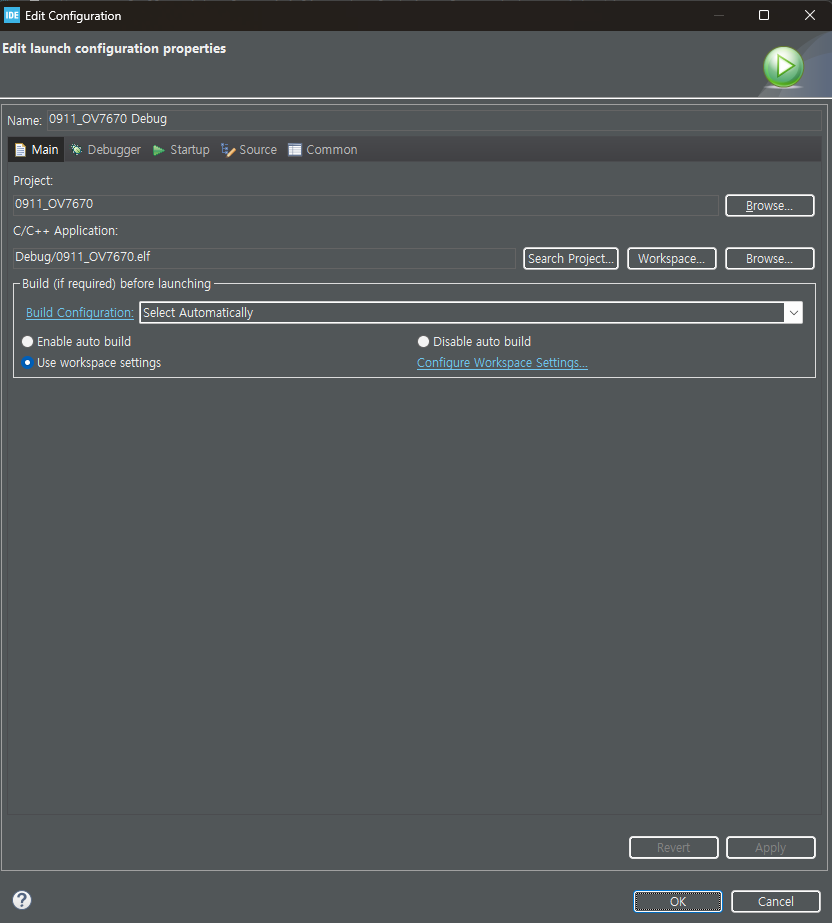 IDE Edit Configuration
Edit launch configuration properties
Name: 0911_OV7670 Debug
Main Debugger Startup Source Common
Project:
0911_OV7670 Browse...
C/C++ Application:
Debug/0911_OV7670.elf Search Project... Workspace... Browse...
Build (if required) before launching
Build Configuration: Select Automatically
Enable auto build Disable auto build
Use workspace settings Configure Workspace Settings...
Revert Apply
? OK Cancel